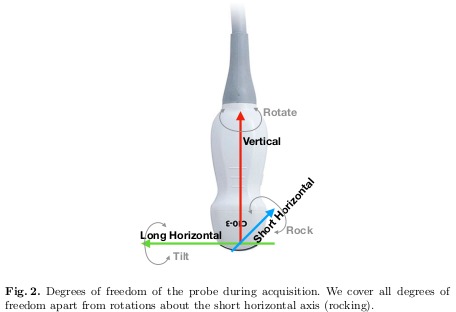 Rotate
Vertical
Short Horizontal
C10-3
Long Horizontal
Rock
Tilt
Fig. 2. Degrees of freedom of the probe during acquisition. We cover all degrees of
freedom apart from rotations about the short horizontal axis (rocking).